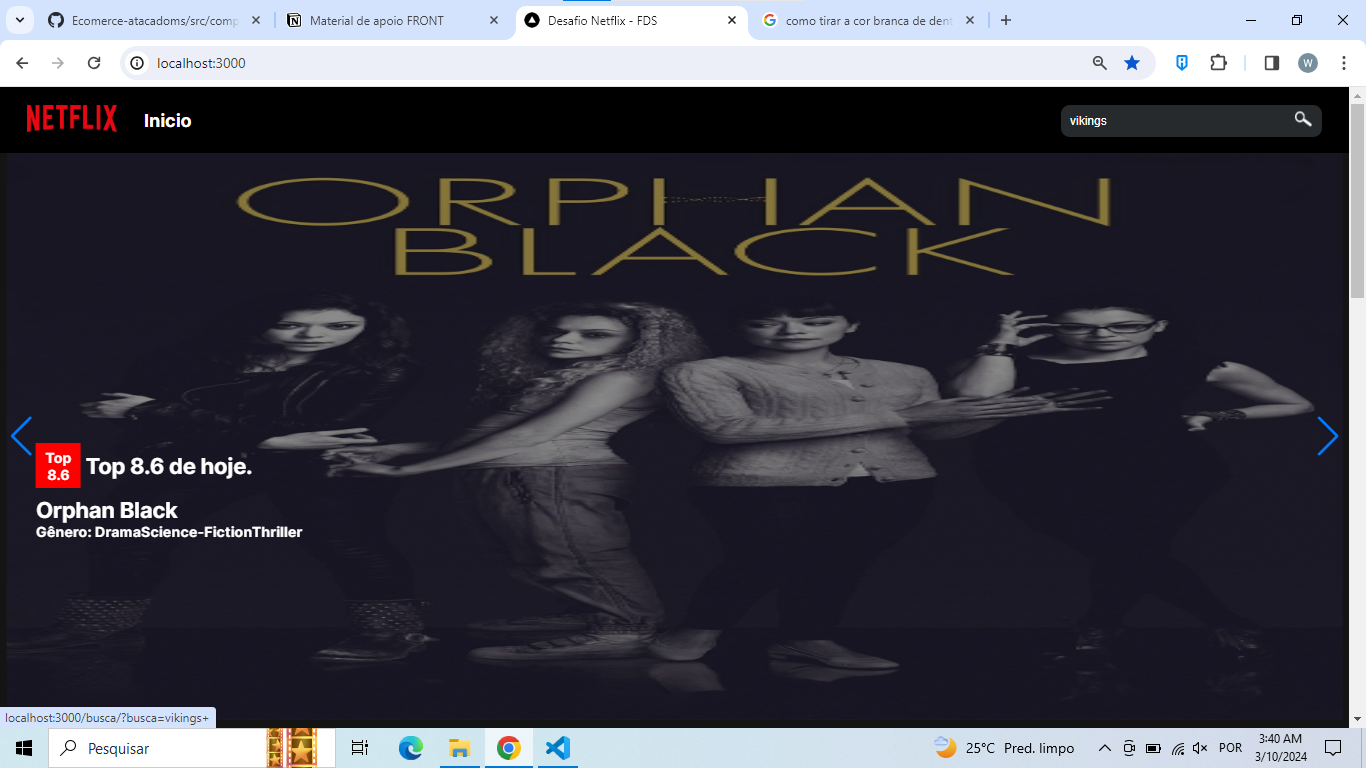 Ecomerce-atacadoms/src/comp
Material de apoio FRONT
Desafio Netflix - FDS
como tirar a cor branca de dent
localhost:3000
W
NETFLIX
Inicio
vikings
ORPHAN
BLACK
Top
8.6
Top 8.6 de hoje.
Orphan Black
Gênero: DramaScience-FictionThriller
localhost:3000/busca/?busca=vikings+
Pesquisar
25°C Pred. limpo
POR
3:40 AM
3/10/2024